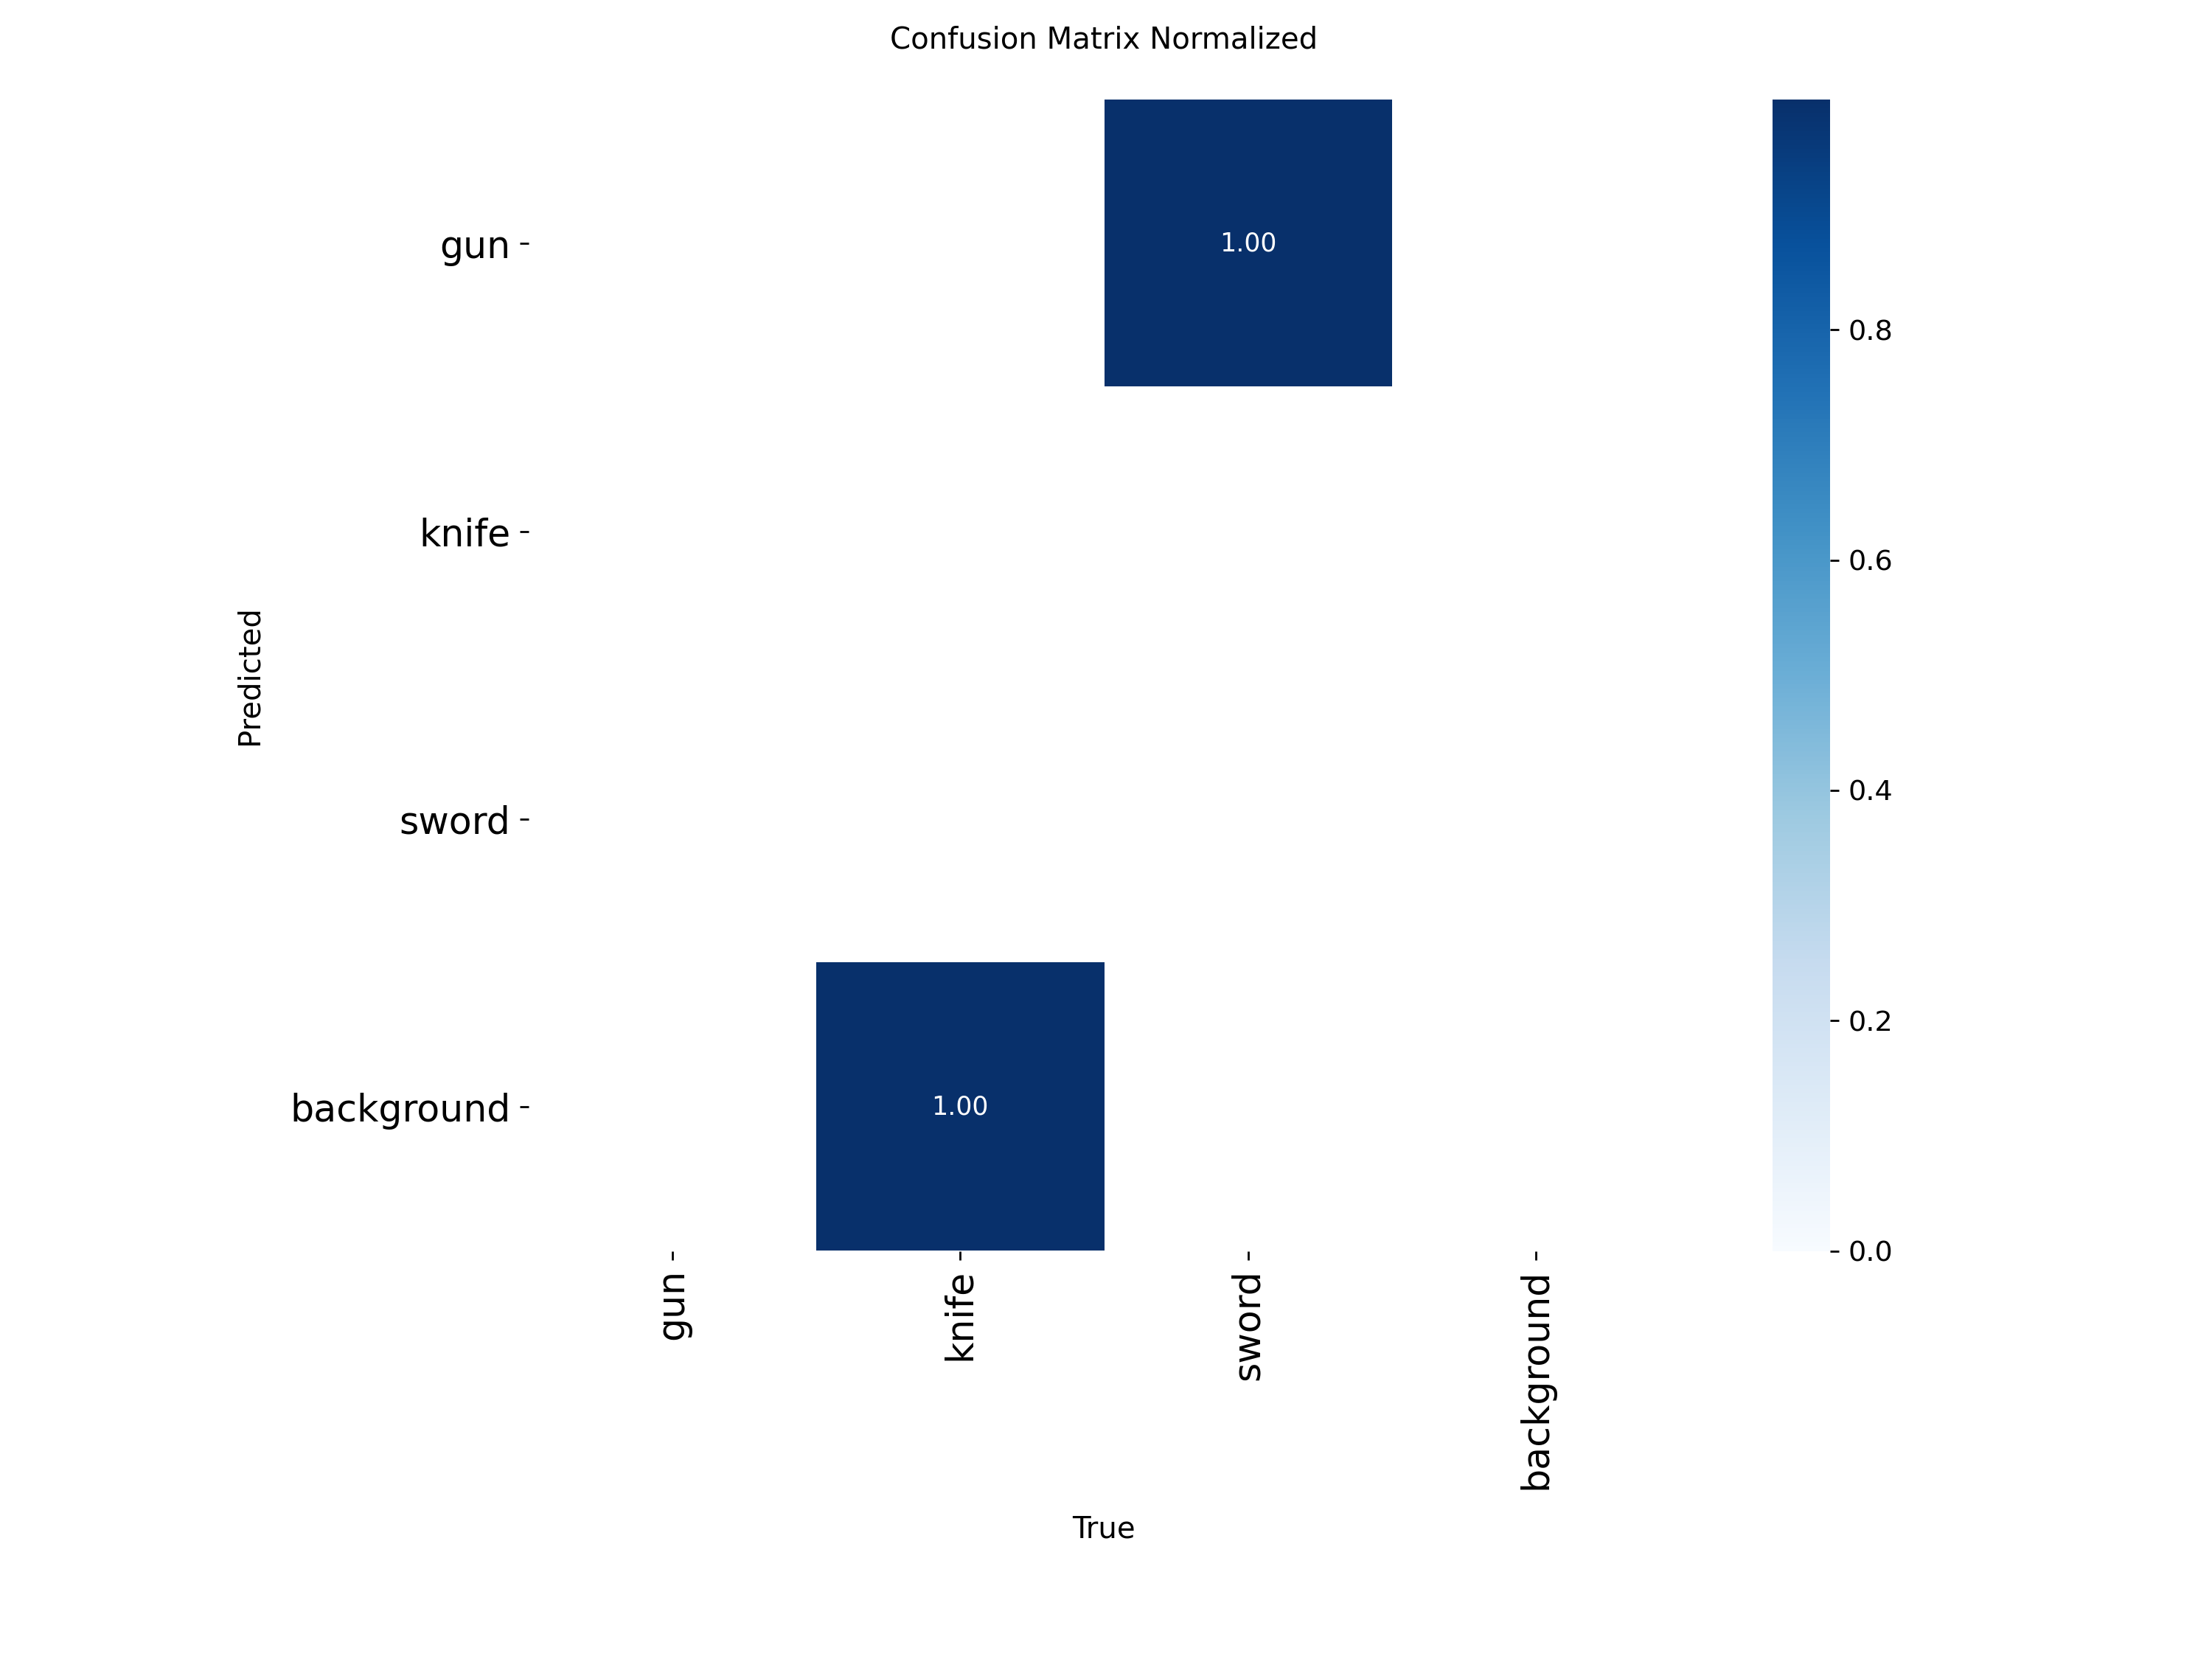 Confusion Matrix Normalized
gun
1.00
knife
sword
background
1.00
Predicted
gun
knife
sword
background
True
0.8
0.6
0.4
0.2
0.0